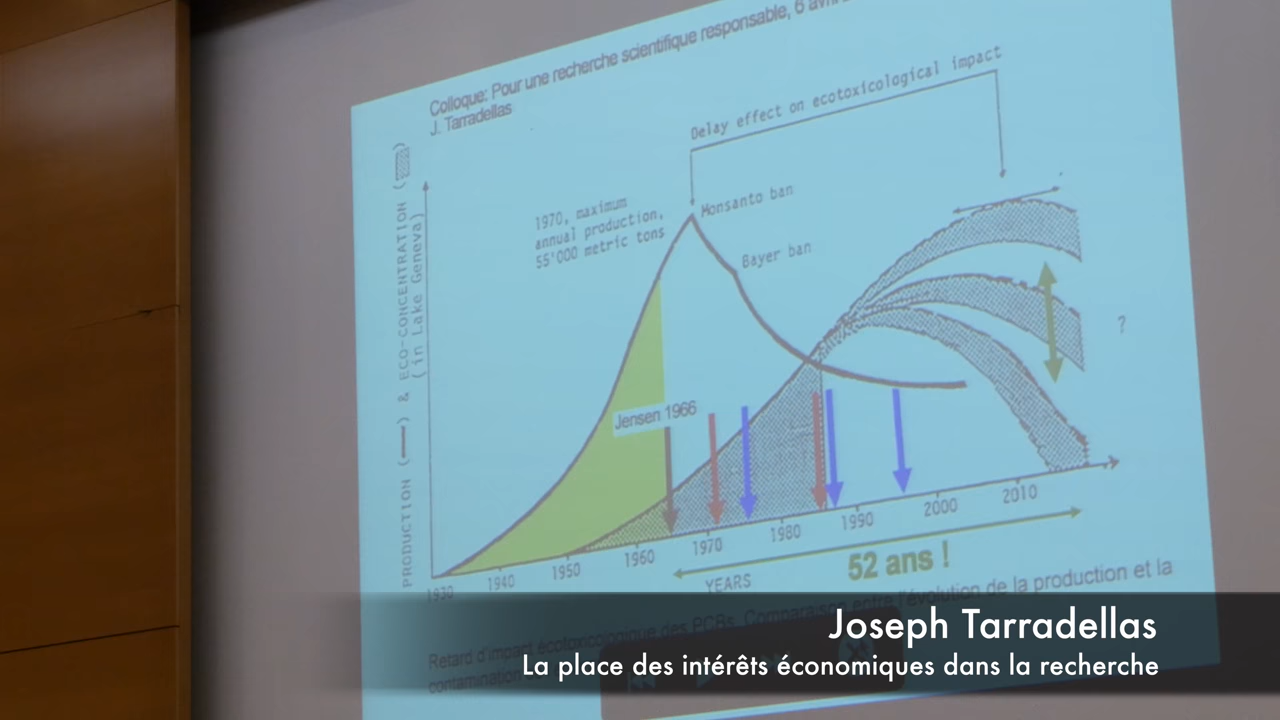 Colloque: Pour une recherche scientifique responsable, 6
J. Tarradellas
Delay effect on ecotoxicological impact
PRODUCTION ( ) & ECO-CONCENTRATION ( )
(in Lake Geneva)
1970, maximum
annual production,
55'000 metric tons
Monsanto ban
Bayer ban
?
Jensen 1966
1930 1940 1950 1960 1970 1980 1990 2000 2010
YEARS
52 ans !
Retard d'impact écotoxicologique des PCBs. Comparaison entre l'évolution de la production et la
contamination
Joseph Tarradellas
La place des intérêts économiques dans la recherche